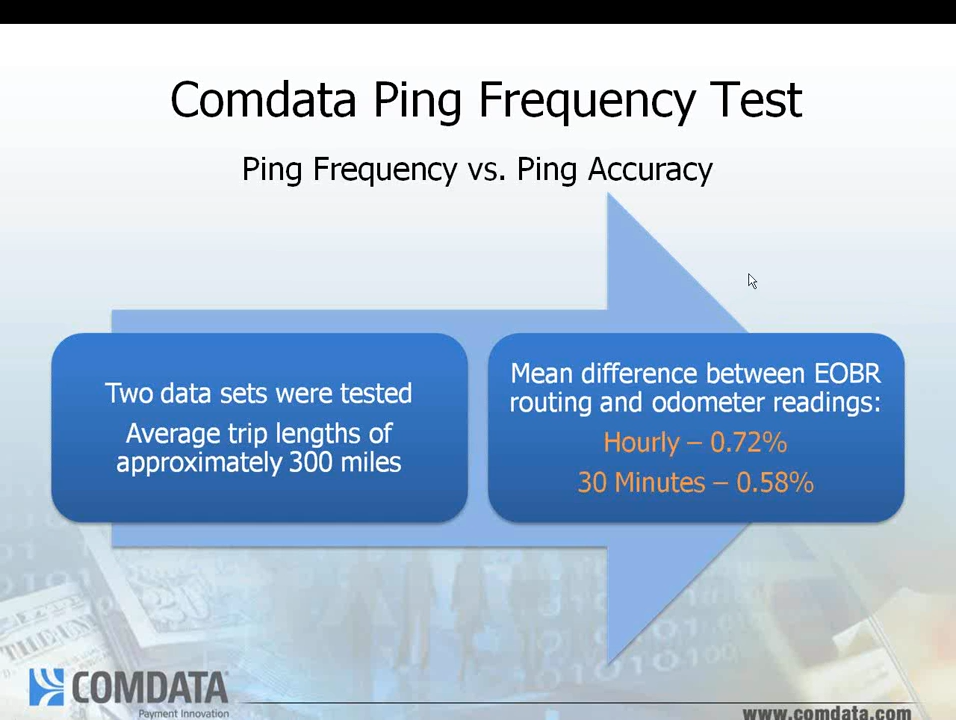 Comdata Ping Frequency Test
Ping Frequency vs. Ping Accuracy
Two data sets were tested
Average trip lengths of
approximately 300 miles
Mean difference between EOBR
routing and odometer readings:
Hourly – 0.72%
30 Minutes – 0.58%
COMDATA
Payment Innovation
www.comdata.com